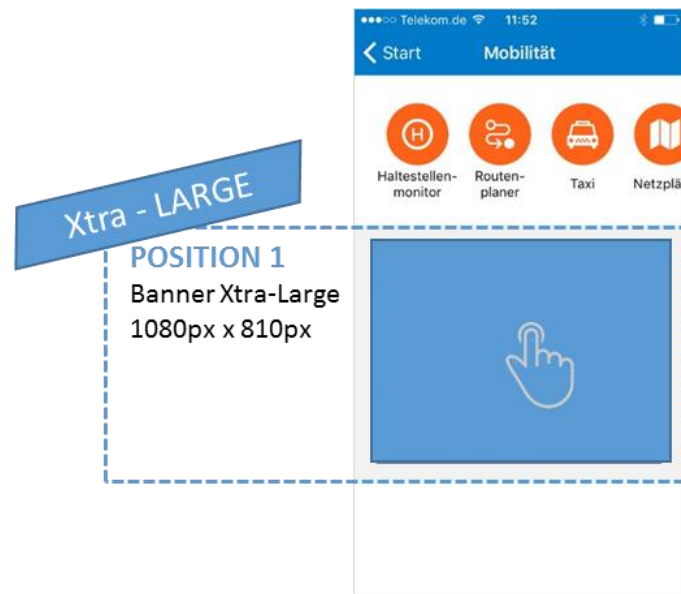 Telekom.de 11:52
Start Mobilität
H
Haltestellen-
monitor
Routen-
planer
Taxi
Netzplä
Xtra - LARGE
POSITION 1
Banner Xtra-Large
1080px x 810px